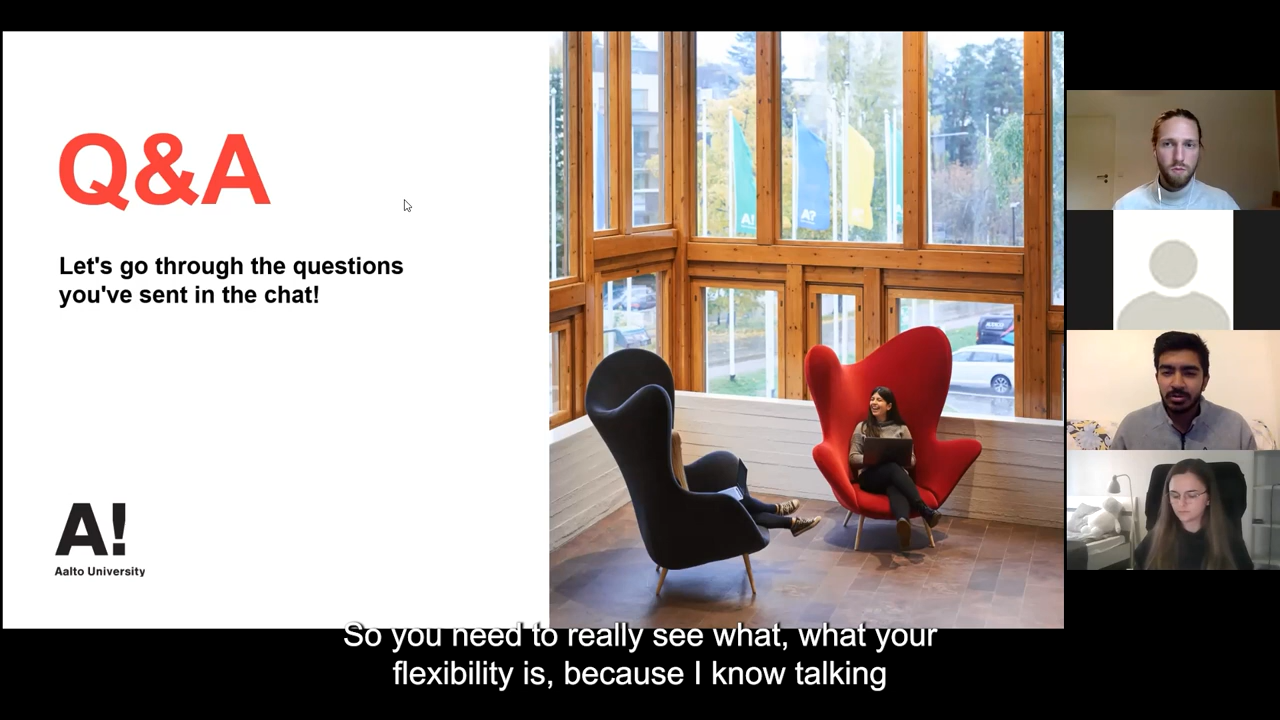 Q&A
Let's go through the questions
you've sent in the chat!
A!
Aalto University
A!
A?
So you need to really see what, what your
flexibility is, because I know talking